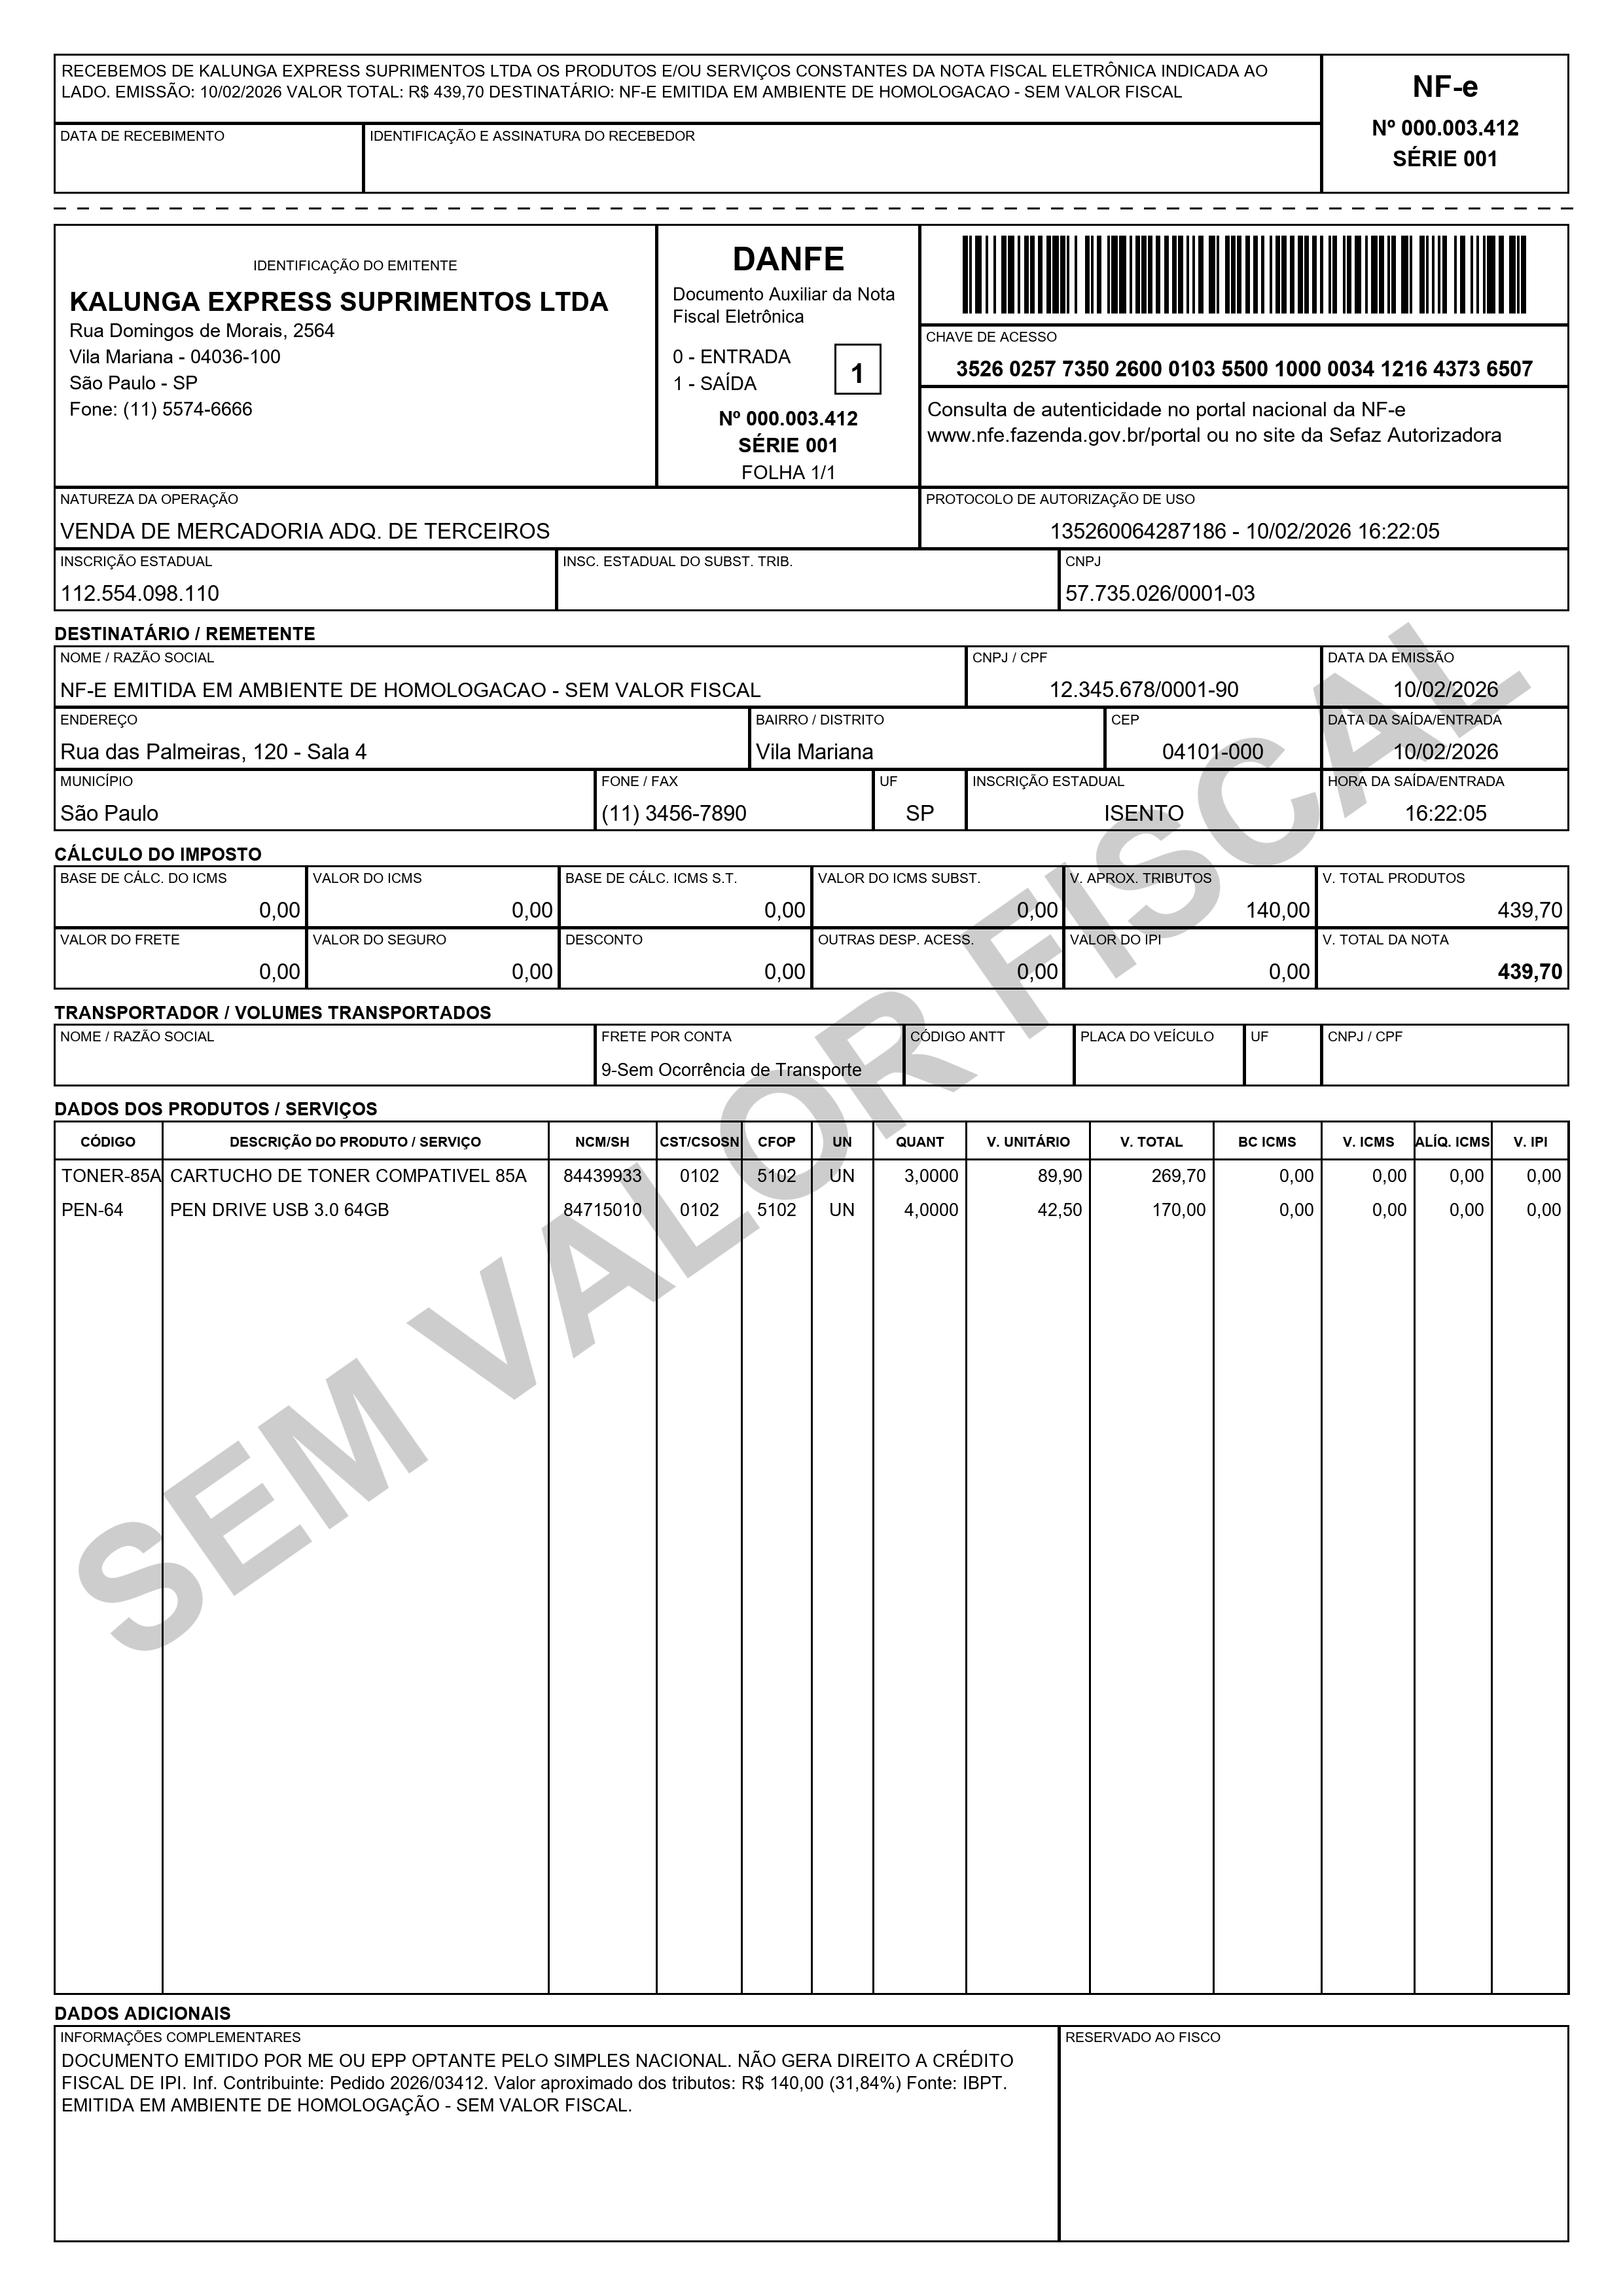 RECEBEMOS DE KALUNGA EXPRESS SUPRIMENTOS LTDA OS PRODUTOS E/OU SERVIÇOS CONSTANTES DA NOTA FISCAL ELETRÔNICA INDICADA AO
LADO. EMISSÃO: 10/02/2026 VALOR TOTAL: R$ 439,70 DESTINATÁRIO: NF-E EMITIDA EM AMBIENTE DE HOMOLOGACAO - SEM VALOR FISCAL
DATA DE RECEBIMENTO
IDENTIFICAÇÃO E ASSINATURA DO RECEBEDOR
NF-e
Nº 000.003.412
SÉRIE 001
IDENTIFICAÇÃO DO EMITENTE
KALUNGA EXPRESS SUPRIMENTOS LTDA
Rua Domingos de Morais, 2564
Vila Mariana - 04036-100
São Paulo - SP
Fone: (11) 5574-6666
DANFE
Documento Auxiliar da Nota
Fiscal Eletrônica
0 - ENTRADA
1 - SAÍDA
1
Nº 000.003.412
SÉRIE 001
FOLHA 1/1
CHAVE DE ACESSO
3526 0257 7350 2600 0103 5500 1000 0034 1216 4373 6507
Consulta de autenticidade no portal nacional da NF-e
www.nfe.fazenda.gov.br/portal ou no site da Sefaz Autorizadora
NATUREZA DA OPERAÇÃO
VENDA DE MERCADORIA ADQ. DE TERCEIROS
PROTOCOLO DE AUTORIZAÇÃO DE USO
135260064287186 - 10/02/2026 16:22:05
INSCRIÇÃO ESTADUAL
112.554.098.110
INSC. ESTADUAL DO SUBST. TRIB.
CNPJ
57.735.026/0001-03
DESTINATÁRIO / REMETENTE
NOME / RAZÃO SOCIAL
NF-E EMITIDA EM AMBIENTE DE HOMOLOGACAO - SEM VALOR FISCAL
CNPJ / CPF
12.345.678/0001-90
DATA DA EMISSÃO
10/02/2026
ENDEREÇO
Rua das Palmeiras, 120 - Sala 4
BAIRRO / DISTRITO
Vila Mariana
CEP
04101-000
DATA DA SAÍDA/ENTRADA
10/02/2026
MUNICÍPIO
São Paulo
FONE / FAX
(11) 3456-7890
UF
SP
INSCRIÇÃO ESTADUAL
ISENTO
HORA DA SAÍDA/ENTRADA
16:22:05
CÁLCULO DO IMPOSTO
BASE DE CÁLC. DO ICMS
0,00
VALOR DO ICMS
0,00
BASE DE CÁLC. ICMS S.T.
0,00
VALOR DO ICMS SUBST.
0,00
V. APROX. TRIBUTOS
140,00
V. TOTAL PRODUTOS
439,70
VALOR DO FRETE
0,00
VALOR DO SEGURO
0,00
DESCONTO
0,00
OUTRAS DESP. ACESS.
0,00
VALOR DO IPI
0,00
V. TOTAL DA NOTA
439,70
TRANSPORTADOR / VOLUMES TRANSPORTADOS
NOME / RAZÃO SOCIAL
FRETE POR CONTA
9-Sem Ocorrência de Transporte
CÓDIGO ANTT
PLACA DO VEÍCULO
UF
CNPJ / CPF
DADOS DOS PRODUTOS / SERVIÇOS
CÓDIGO DESCRIÇÃO DO PRODUTO / SERVIÇO NCM/SH CST/CSOSN CFOP UN QUANT V. UNITÁRIO V. TOTAL BC ICMS V. ICMS ALÍQ. ICMS V. IPI
TONER-85A CARTUCHO DE TONER COMPATIVEL 85A 84439933 0102 5102 UN 3,0000 89,90 269,70 0,00 0,00 0,00 0,00
PEN-64 PEN DRIVE USB 3.0 64GB 84715010 0102 5102 UN 4,0000 42,50 170,00 0,00 0,00 0,00 0,00
SEM VALOR FISCAL
DADOS ADICIONAIS
INFORMAÇÕES COMPLEMENTARES
DOCUMENTO EMITIDO POR ME OU EPP OPTANTE PELO SIMPLES NACIONAL. NÃO GERA DIREITO A CRÉDITO
FISCAL DE IPI. Inf. Contribuinte: Pedido 2026/03412. Valor aproximado dos tributos: R$ 140,00 (31,84%) Fonte: IBPT.
EMITIDA EM AMBIENTE DE HOMOLOGAÇÃO - SEM VALOR FISCAL.
RESERVADO AO FISCO